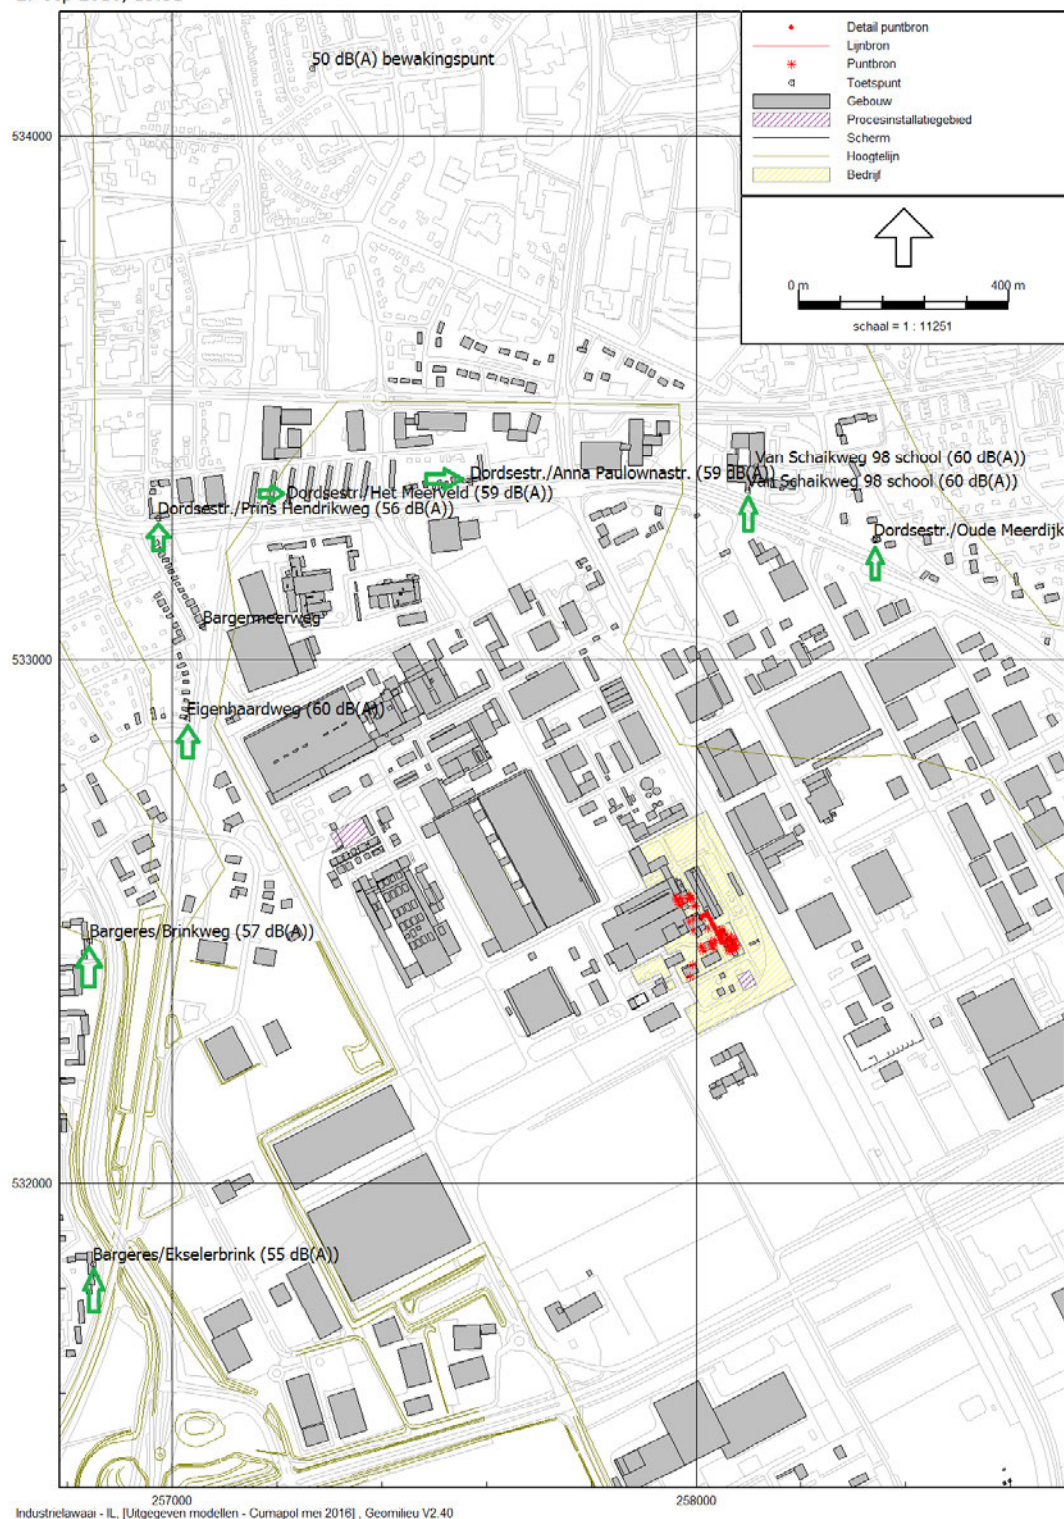 50 dB(A) bewakingspunt
Detail puntbron
Lijnbron
Puntbron
Toetspunt
Gebouw
Procesinstallatiegebied
Scherm
Hoogtelijn
Bedrijf
534000
0 m 400 m
schaal = 1 : 11251
Van Schaikweg 98 school (60 dB(A))
Dordsestr./Anna Paulownastr. (59 dB(A))
Van Schaikweg 98 school (60 dB(A))
Dordsestr./Het Meerveld (59 dB(A))
Dordsestr./Prins Hendrikweg (56 dB(A))
Dordsestr./Oude Meerdijk
Bargermeerweg
533000
Eigenhaardweg (60 dB(A))
Bargeres/Brinkweg (57 dB(A))
532000
Bargeres/Ekselerbrink (55 dB(A))
257000 258000
Industrielawaai - IL, [Uitgegeven modellen - Cumapol mei 2016] , Geomilieu V2.40